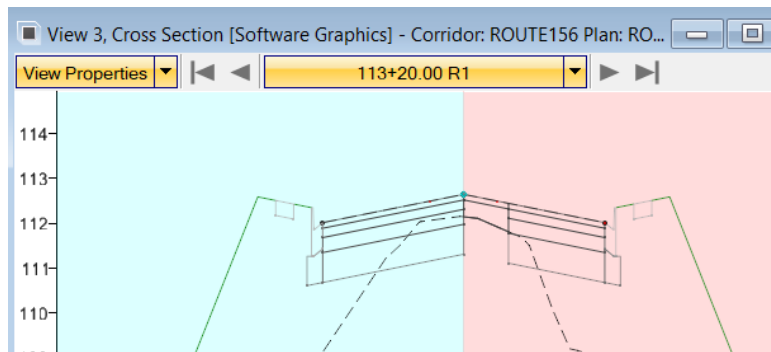 View 3, Cross Section [Software Graphics] - Corridor: ROUTE156 Plan: RO...
View Properties
113+20.00 R1
114
113
112
111
110